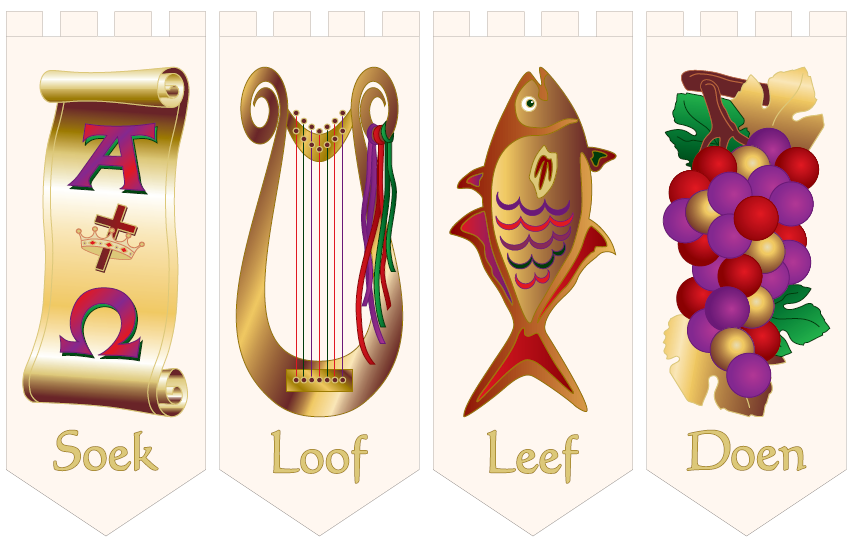 Α
Ω
Soek
Loof
Leef
Doen